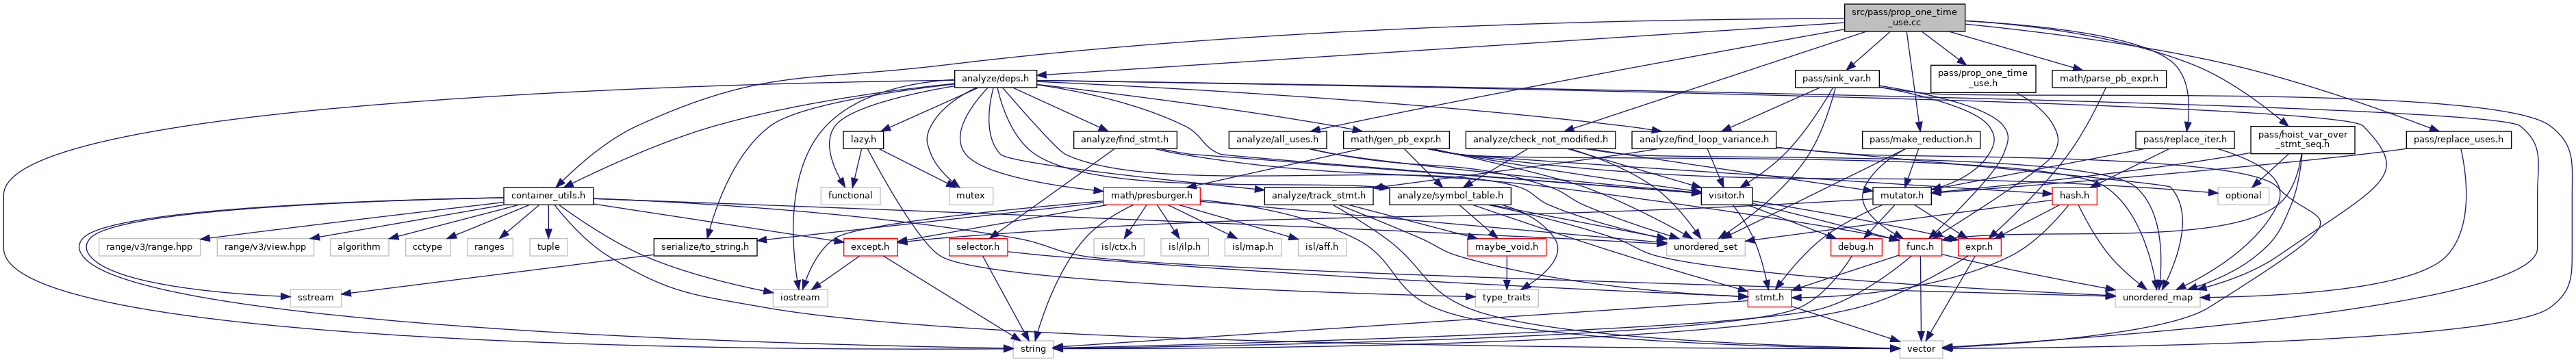 src/pass/prop_one_time
_use.cc
analyze/deps.h
pass/sink_var.h
pass/prop_one_time
_use.h
math/parse_pb_expr.h
lazy.h
analyze/find_stmt.h
analyze/all_uses.h
math/gen_pb_expr.h
analyze/check_not_modified.h
analyze/find_loop_variance.h
pass/make_reduction.h
pass/replace_iter.h
pass/hoist_var_over
_stmt_seq.h
pass/replace_uses.h
container_utils.h
functional
mutex
math/presburger.h
analyze/track_stmt.h
analyze/symbol_table.h
visitor.h
mutator.h
hash.h
optional
range/v3/range.hpp
range/v3/view.hpp
algorithm
cctype
ranges
tuple
serialize/to_string.h
except.h
selector.h
unordered_set
isl/ctx.h
isl/ilp.h
isl/map.h
isl/aff.h
maybe_void.h
debug.h
func.h
expr.h
sstream
iostream
type_traits
stmt.h
unordered_map
string
vector